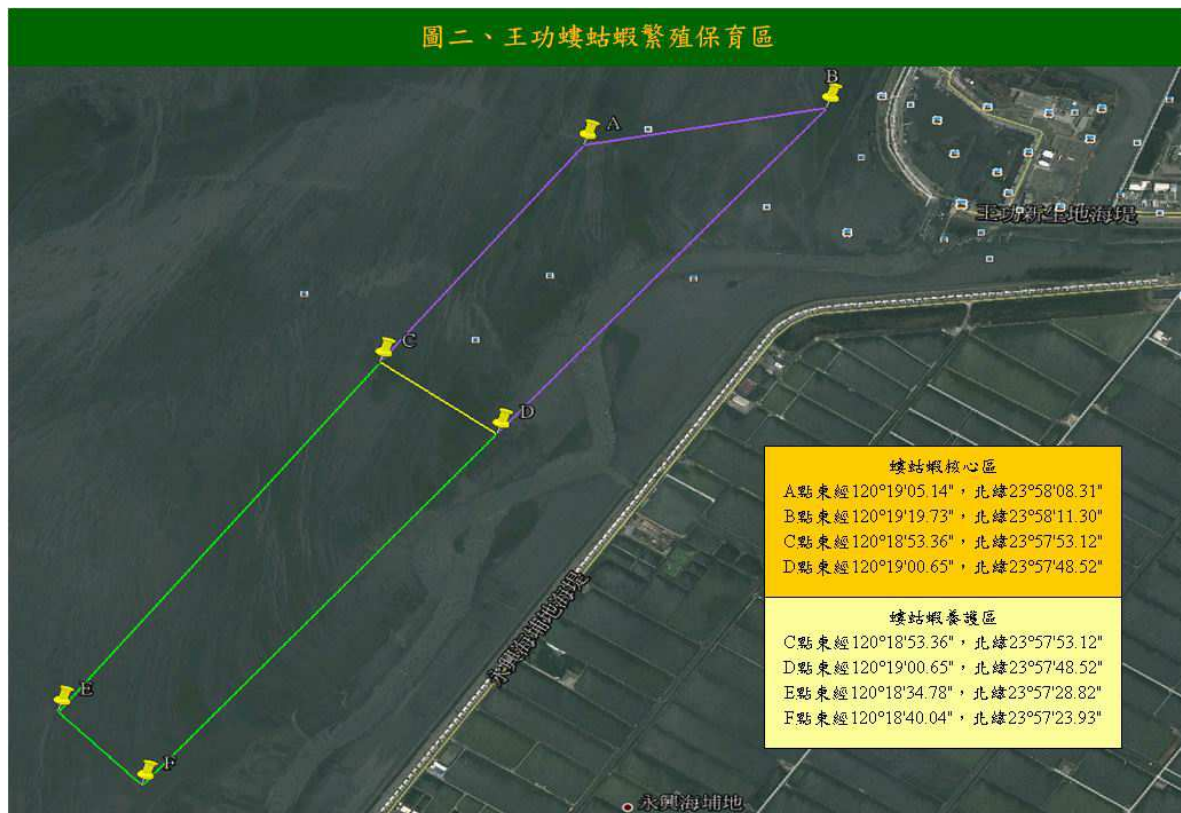 圖二、王功螻蛄蝦繁殖保育區
B
A
王功新生地海堤
C
D
螻蛄蝦核心區
A點東經120°19'05.14"，北緯23°58'08.31"
B點東經120°19'19.73"，北緯23°58'11.30"
C點東經120°18'53.36"，北緯23°57'53.12"
D點東經120°19'00.65"，北緯23°57'48.52"
永興海埔地海堤
螻蛄蝦養護區
C點東經120°18'53.36"，北緯23°57'53.12"
D點東經120°19'00.65"，北緯23°57'48.52"
E點東經120°18'34.78"，北緯23°57'28.82"
F點東經120°18'40.04"，北緯23°57'23.93"
E
F
永興海埔地